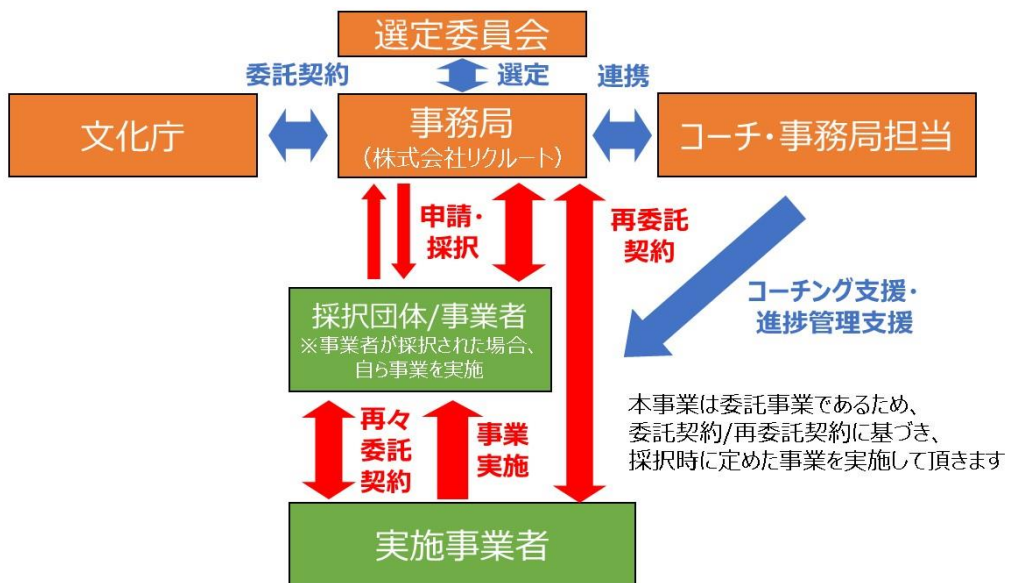 選定委員会
委託契約
選定
連携
文化庁
事務局
（株式会社リクルート）
コーチ・事務局担当
申請・
採択
再委託
契約
コーチング支援・
進捗管理支援
採択団体/事業者
※事業者が採択された場合、
自ら事業を実施
再々
委託
契約
事業
実施
本事業は委託事業であるため、
委託契約/再委託契約に基づき、
採択時に定めた事業を実施して頂きます
実施事業者